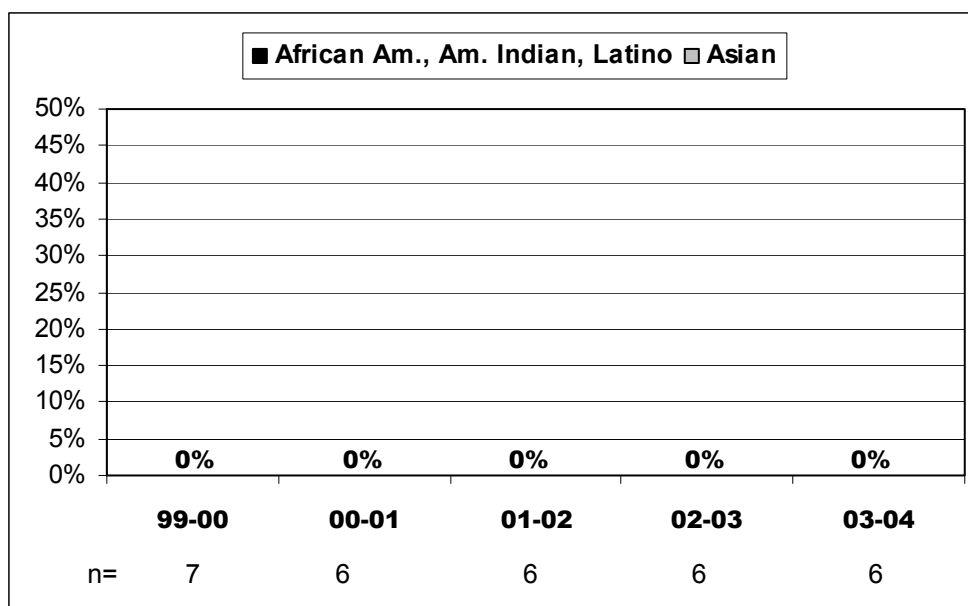 African Am., Am. Indian, Latino Asian
50%
45%
40%
35%
30%
25%
20%
15%
10%
5%
0%
0% 0% 0% 0% 0%
99-00 00-01 01-02 02-03 03-04
n= 7 6 6 6 6